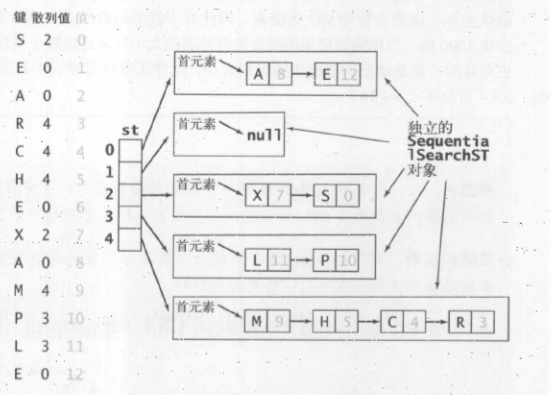 键 散列值 值
S 2 0
E 0 1
A 0 2
R 4 3
C 4 4
H 4 5
E 0 6
X 2 7
A 0 8
M 4 9
P 3 10
L 3 11
E 0 12
st
0
1
2
3
4
首元素
A 8 E 12
首元素
null
首元素
X 7 S 0
首元素
L 11 P 10
首元素
M 9 H 5 C 4 R 3
独立的
Sequentia
lSearchST
对象